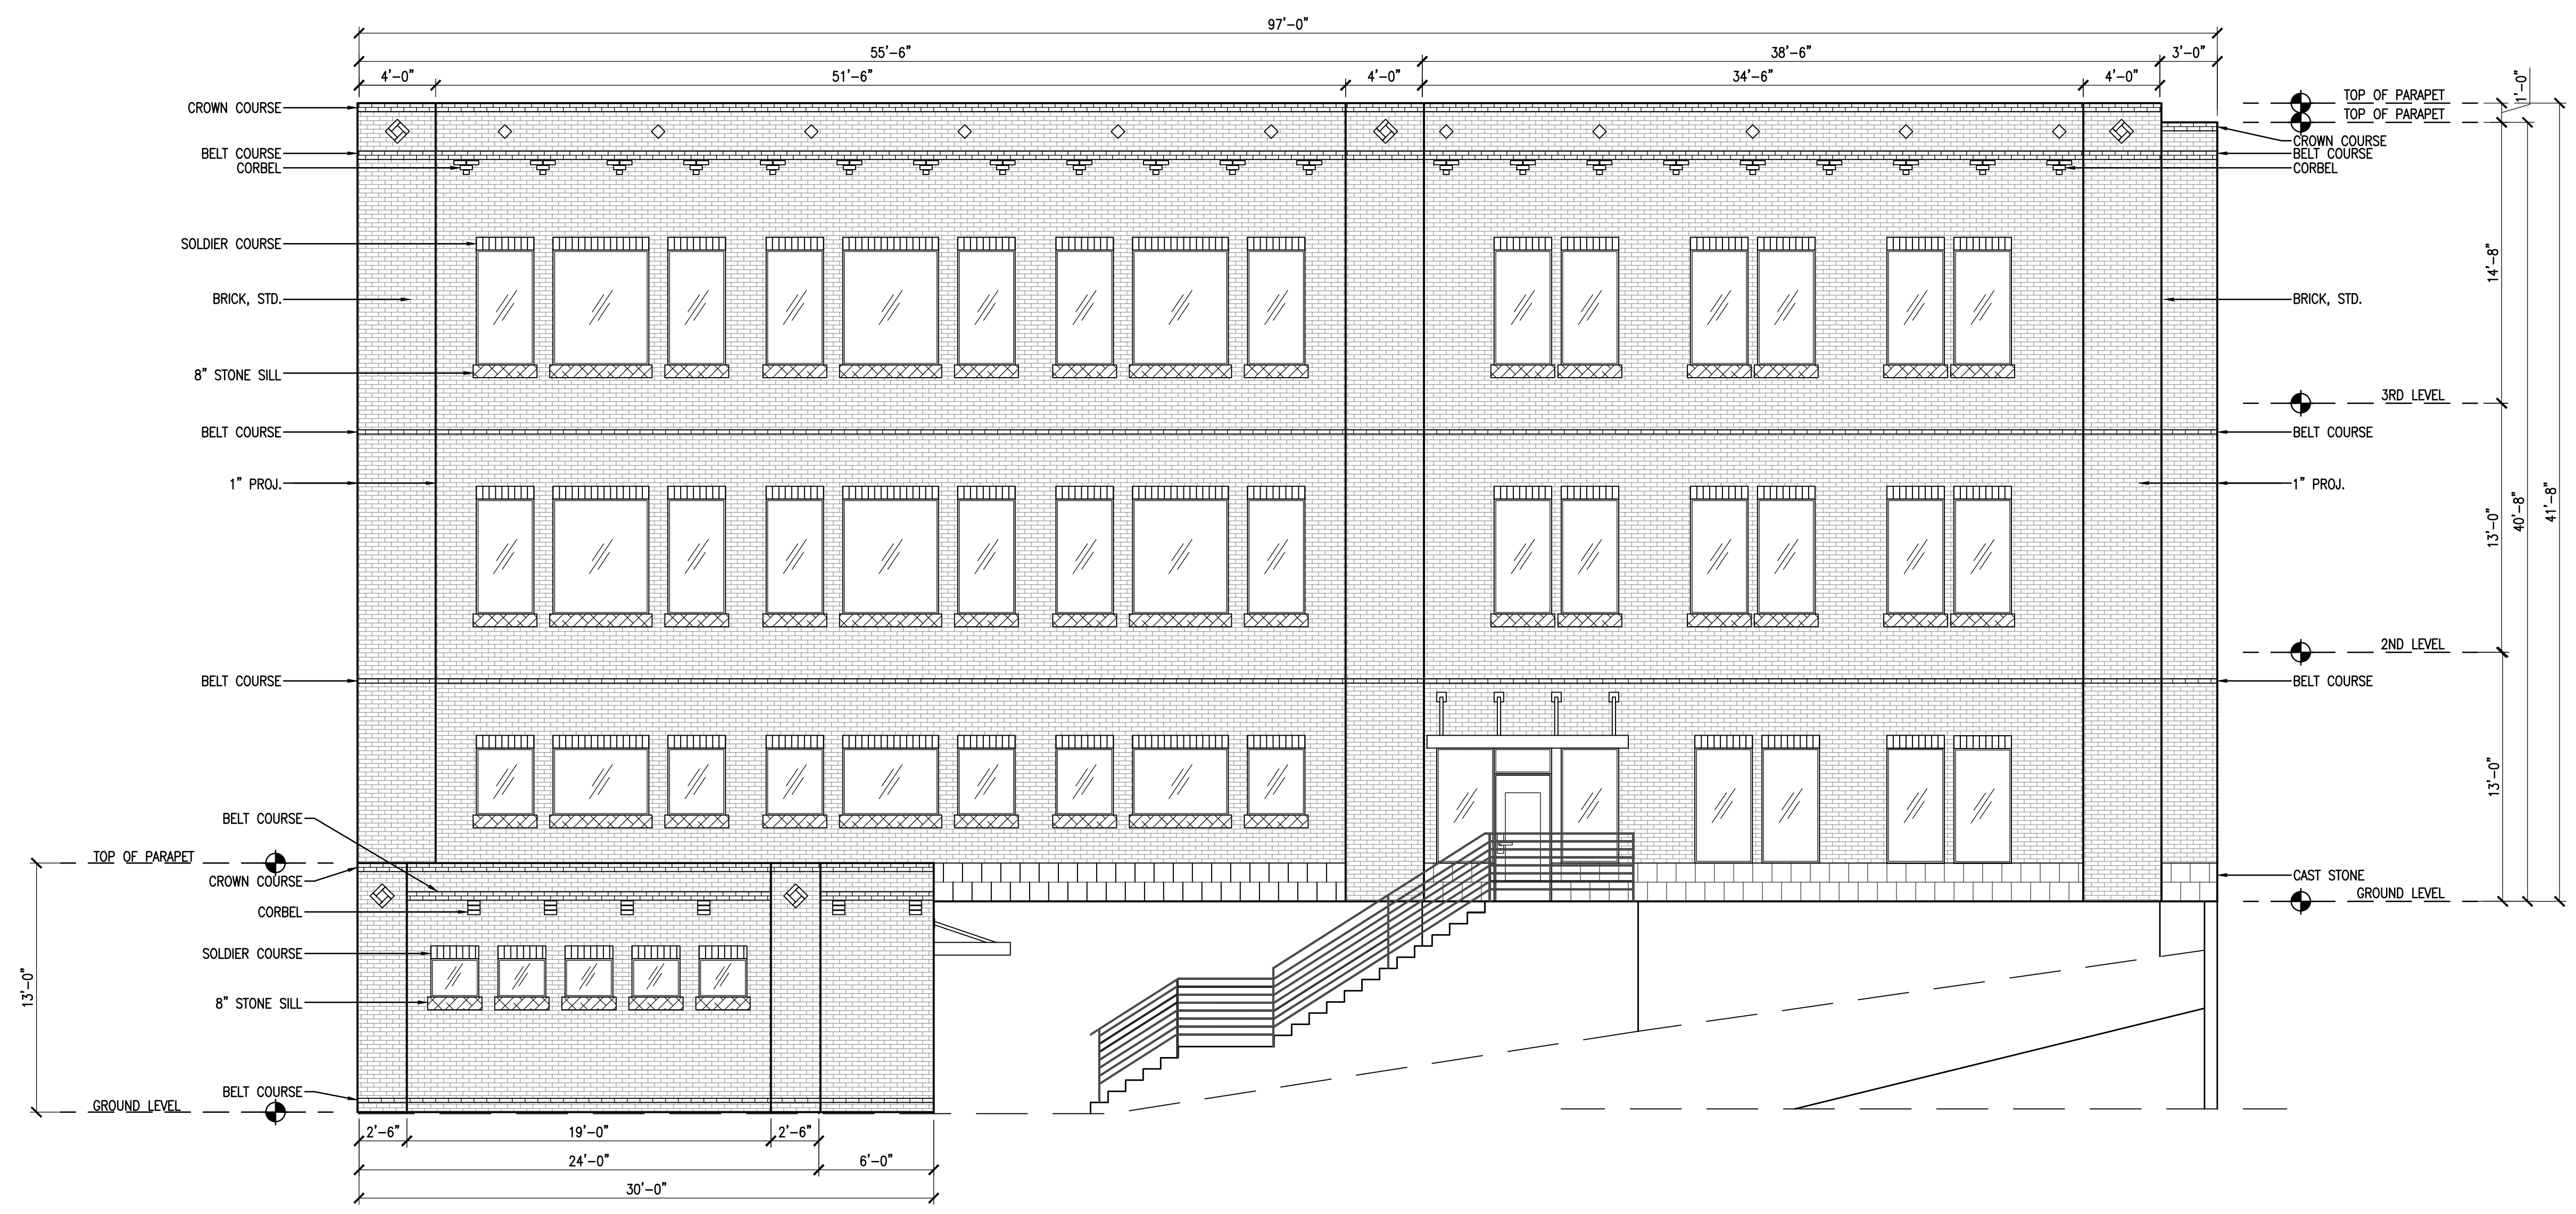 97'-0"
55'-6"
38'-6"
3'-0"
4'-0"
51'-6"
4'-0"
34'-6"
4'-0"
1'-0"
CROWN COURSE
BELT COURSE
CORBEL
SOLDIER COURSE
BRICK, STD.
8" STONE SILL
BELT COURSE
1" PROJ.
BELT COURSE
BELT COURSE
TOP OF PARAPET
CROWN COURSE
CORBEL
SOLDIER COURSE
8" STONE SILL
BELT COURSE
GROUND LEVEL
13'-0"
TOP OF PARAPET
TOP OF PARAPET
CROWN COURSE
BELT COURSE
CORBEL
BRICK, STD.
3RD LEVEL
BELT COURSE
1" PROJ.
2ND LEVEL
BELT COURSE
CAST STONE
GROUND LEVEL
14'-8"
13'-0"
13'-0"
40'-8"
41'-8"
2'-6"
19'-0"
2'-6"
24'-0"
6'-0"
30'-0"